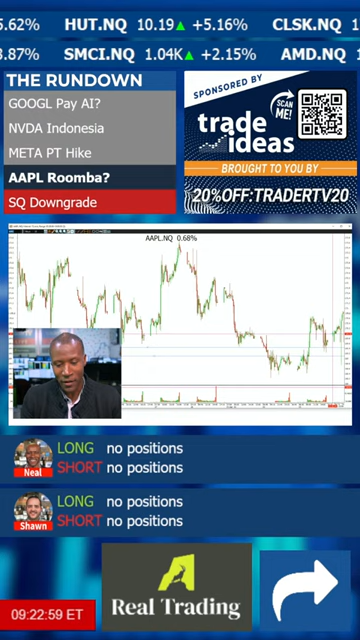 5.62% HUT.NQ 10.19 +5.16% CLSK.NQ 1
3.87% SMCI.NQ 1.04K +2.15% AMD.NQ 1
THE RUNDOWN
GOOGL Pay AI?
NVDA Indonesia
META PT Hike
AAPL Roomba?
SQ Downgrade
SPONSORED BY
SCAN ME!
trade ideas
BROUGHT TO YOU BY
20%OFF:TRADERTV20
AAPL.NQ 0.68%
LONG no positions
SHORT no positions
Neal
LONG no positions
SHORT no positions
Shawn
Real Trading
09:22:59 ET